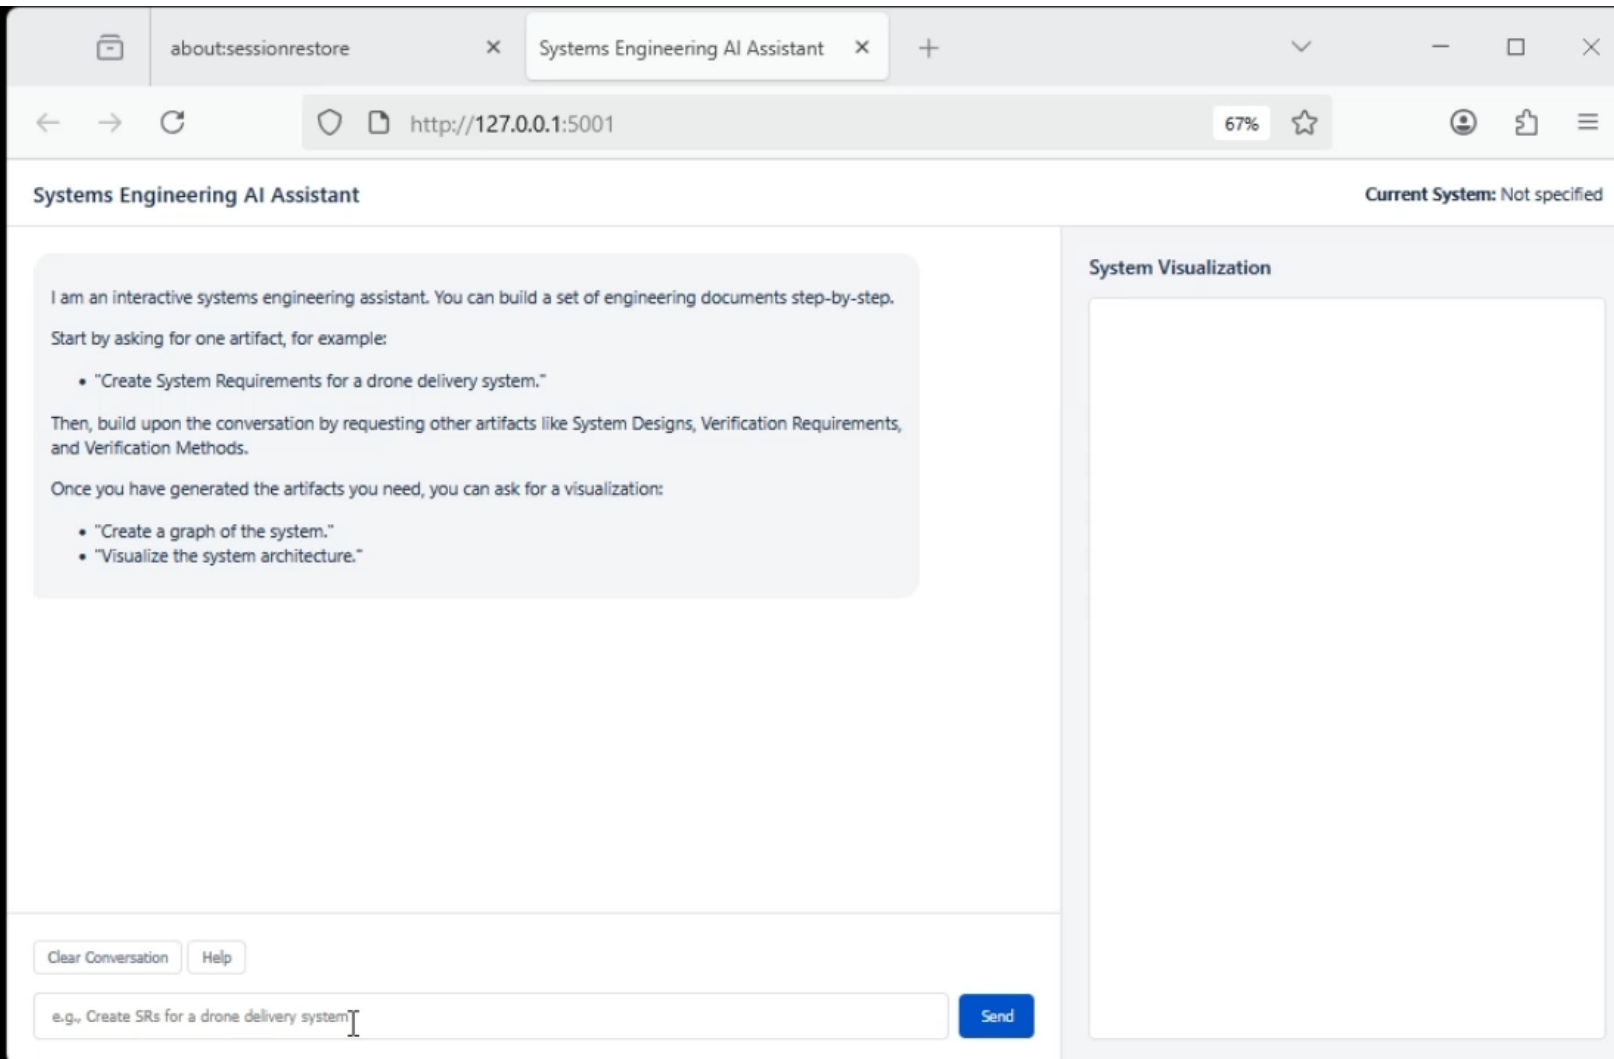 about:sessionrestore
Systems Engineering AI Assistant
http://127.0.0.1:5001
67%
Systems Engineering AI Assistant
Current System: Not specified
I am an interactive systems engineering assistant. You can build a set of engineering documents step-by-step.
Start by asking for one artifact, for example:
• "Create System Requirements for a drone delivery system."
Then, build upon the conversation by requesting other artifacts like System Designs, Verification Requirements,
and Verification Methods.
Once you have generated the artifacts you need, you can ask for a visualization:
• "Create a graph of the system."
• "Visualize the system architecture."
System Visualization
Clear Conversation
Help
e.g., Create SRs for a drone delivery system
Send